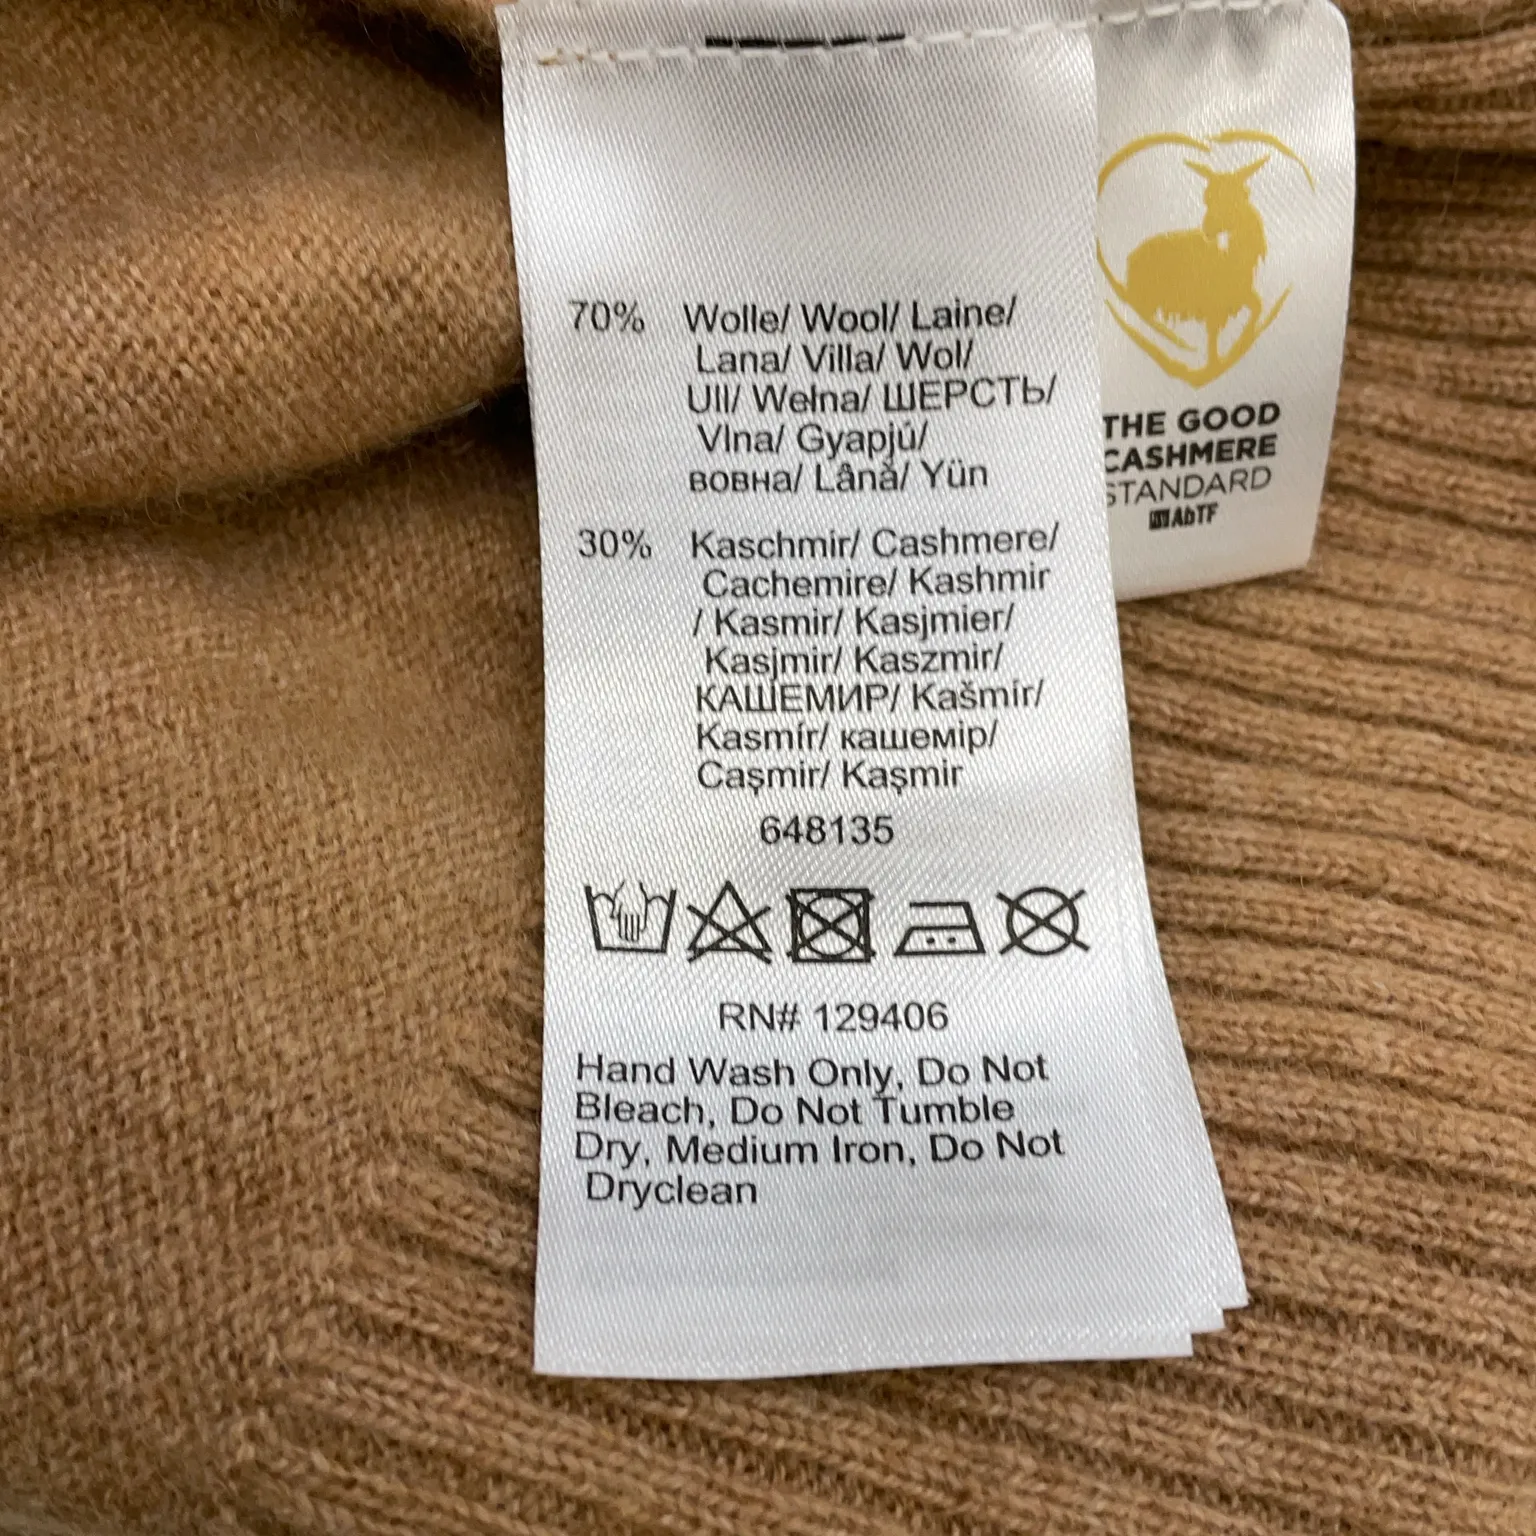 70% Wolle/ Wool/ Laine/
Lana/ Villa/ Wol/
Ull/ Wełna/ ШЕРСТЬ/
Vlna/ Gyapjú/
вовна/ Lână/ Yün
30% Kaschmir/ Cashmere/
Cachemire/ Kashmir
/ Kasmir/ Kasjmier/
Kasjmir/ Kaszmir/
КАШЕМИР/ Kašmír/
Kasmír/ кашемір/
Caşmir/ Kaşmir
648135
RN# 129406
Hand Wash Only, Do Not
Bleach, Do Not Tumble
Dry, Medium Iron, Do Not
Dryclean
THE GOOD
CASHMERE
STANDARD
AbTF